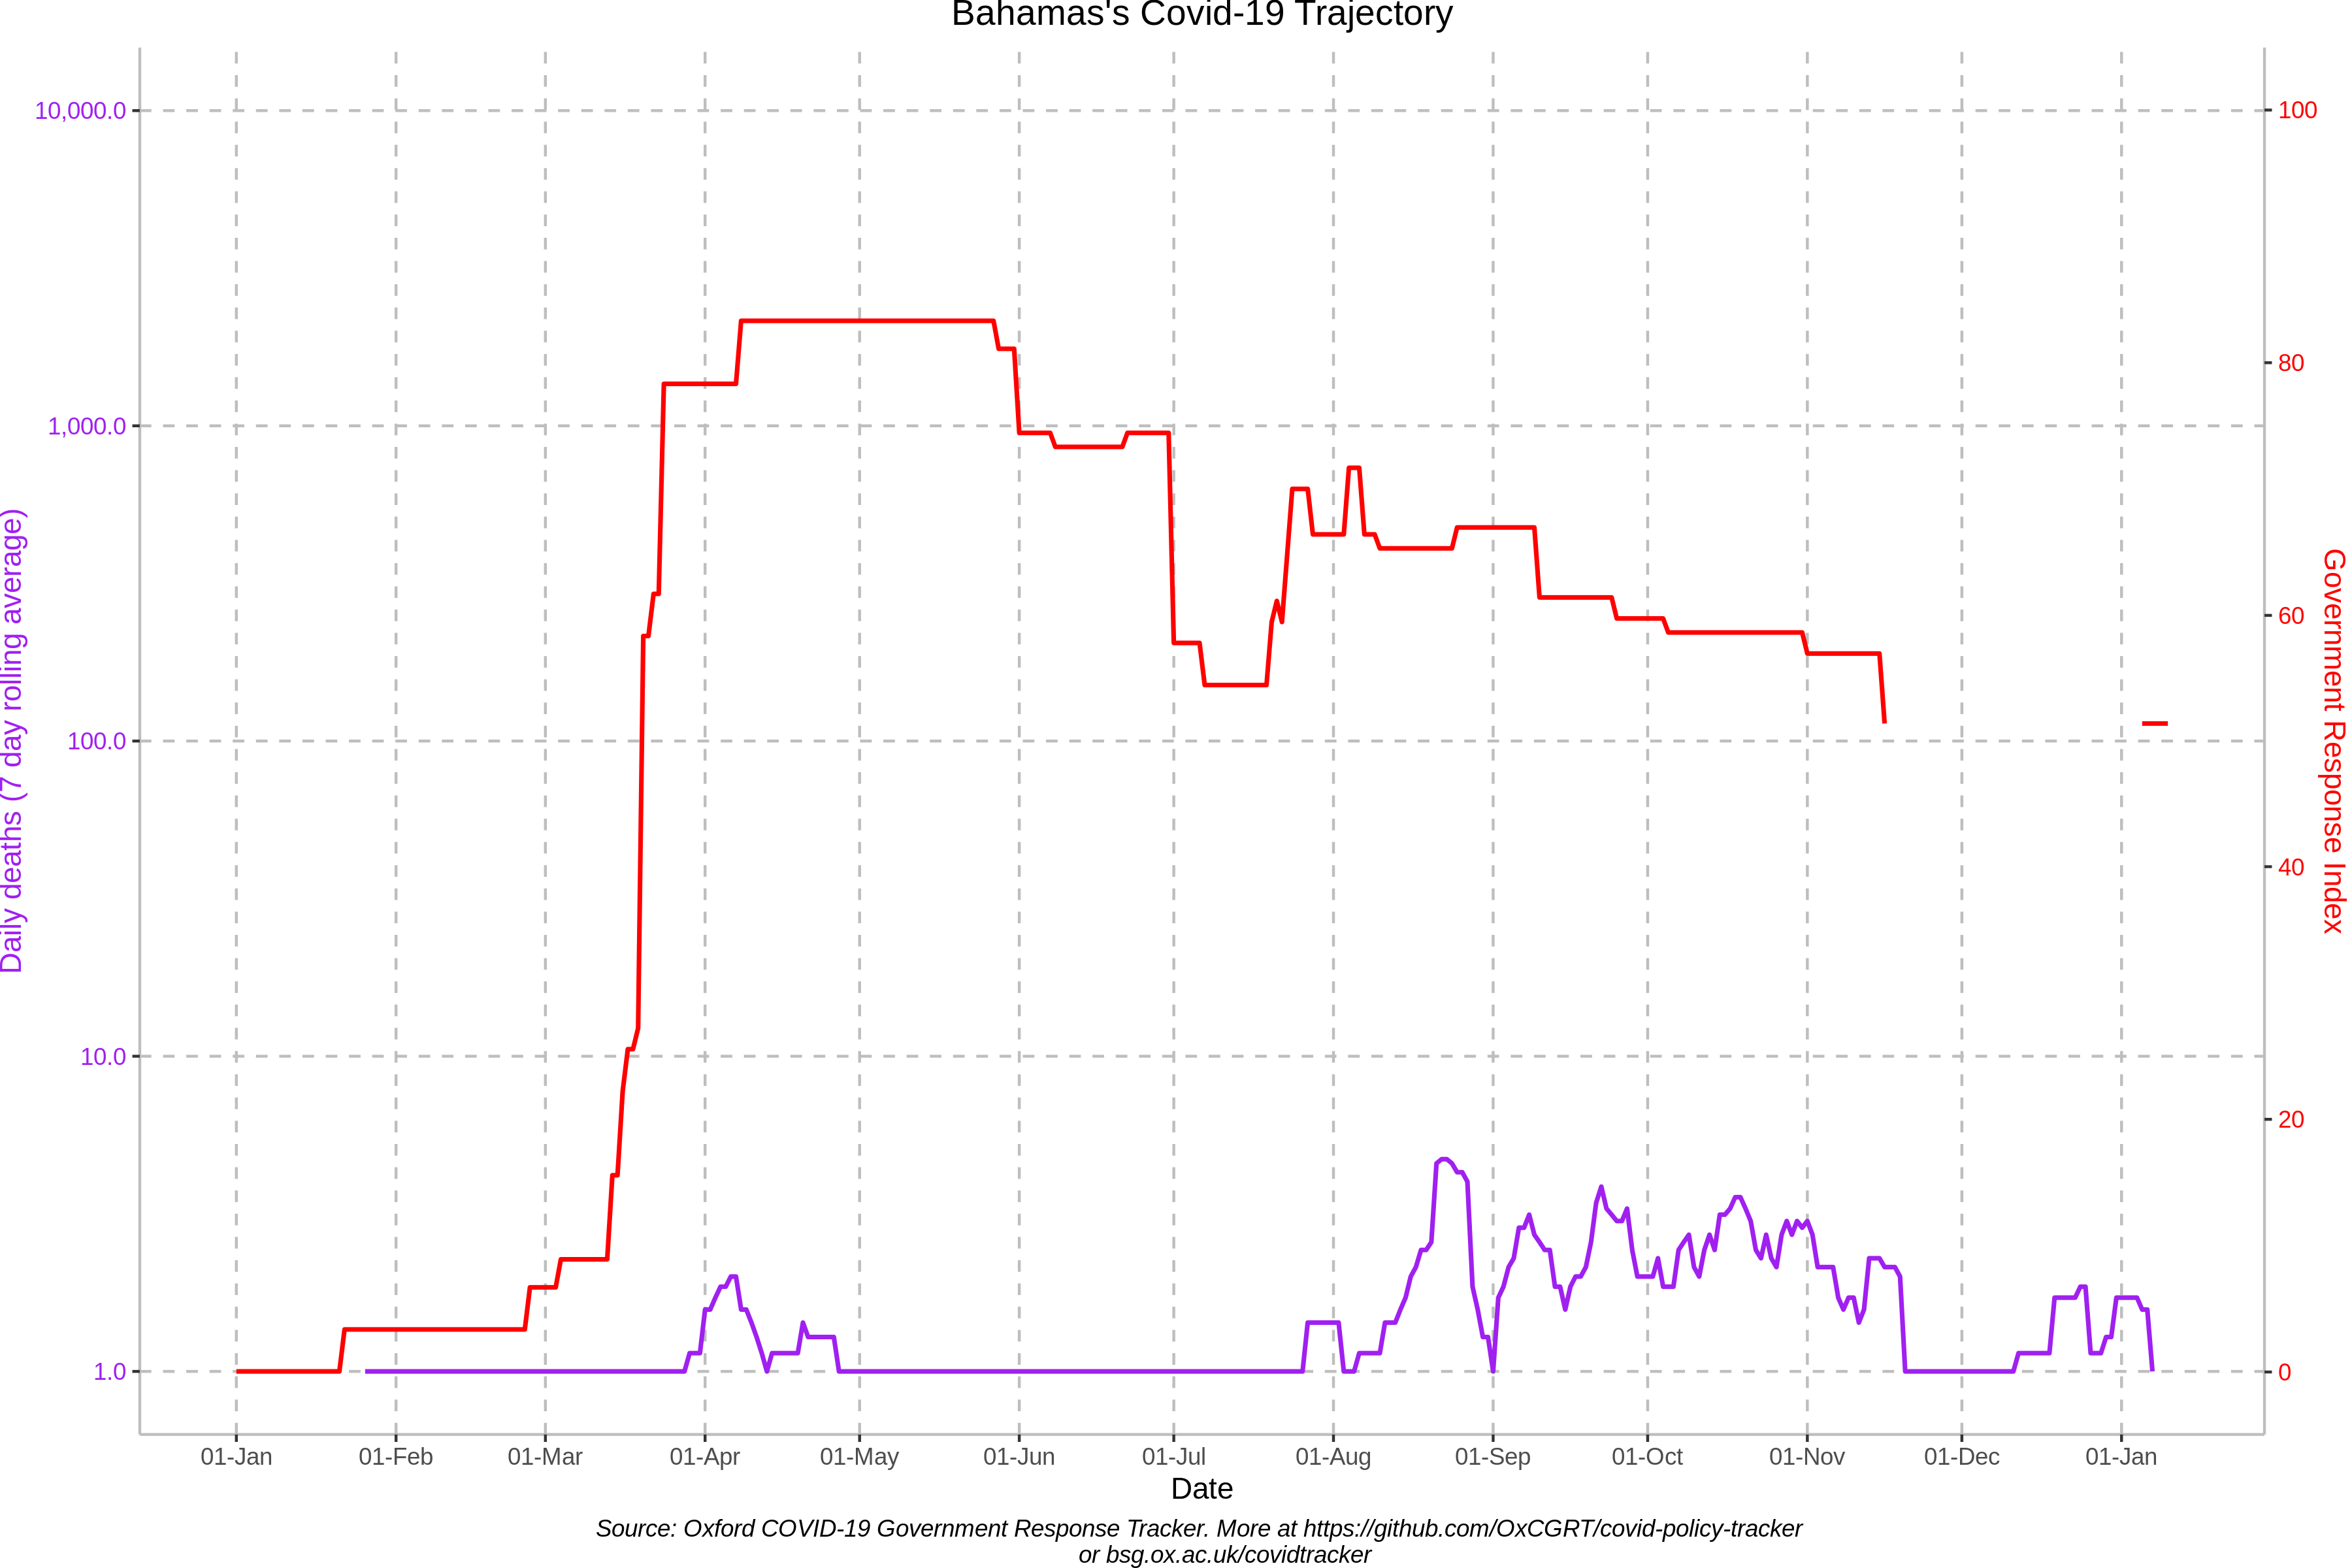 Bahamas's Covid-19 Trajectory
10,000.0
1,000.0
100.0
10.0
1.0
Daily deaths (7 day rolling average)
100
80
60
40
20
0
Government Response Index
01-Jan 01-Feb 01-Mar 01-Apr 01-May 01-Jun 01-Jul 01-Aug 01-Sep 01-Oct 01-Nov 01-Dec 01-Jan
Date
Source: Oxford COVID-19 Government Response Tracker. More at https://github.com/OxCGRT/covid-policy-tracker
or bsg.ox.ac.uk/covidtracker